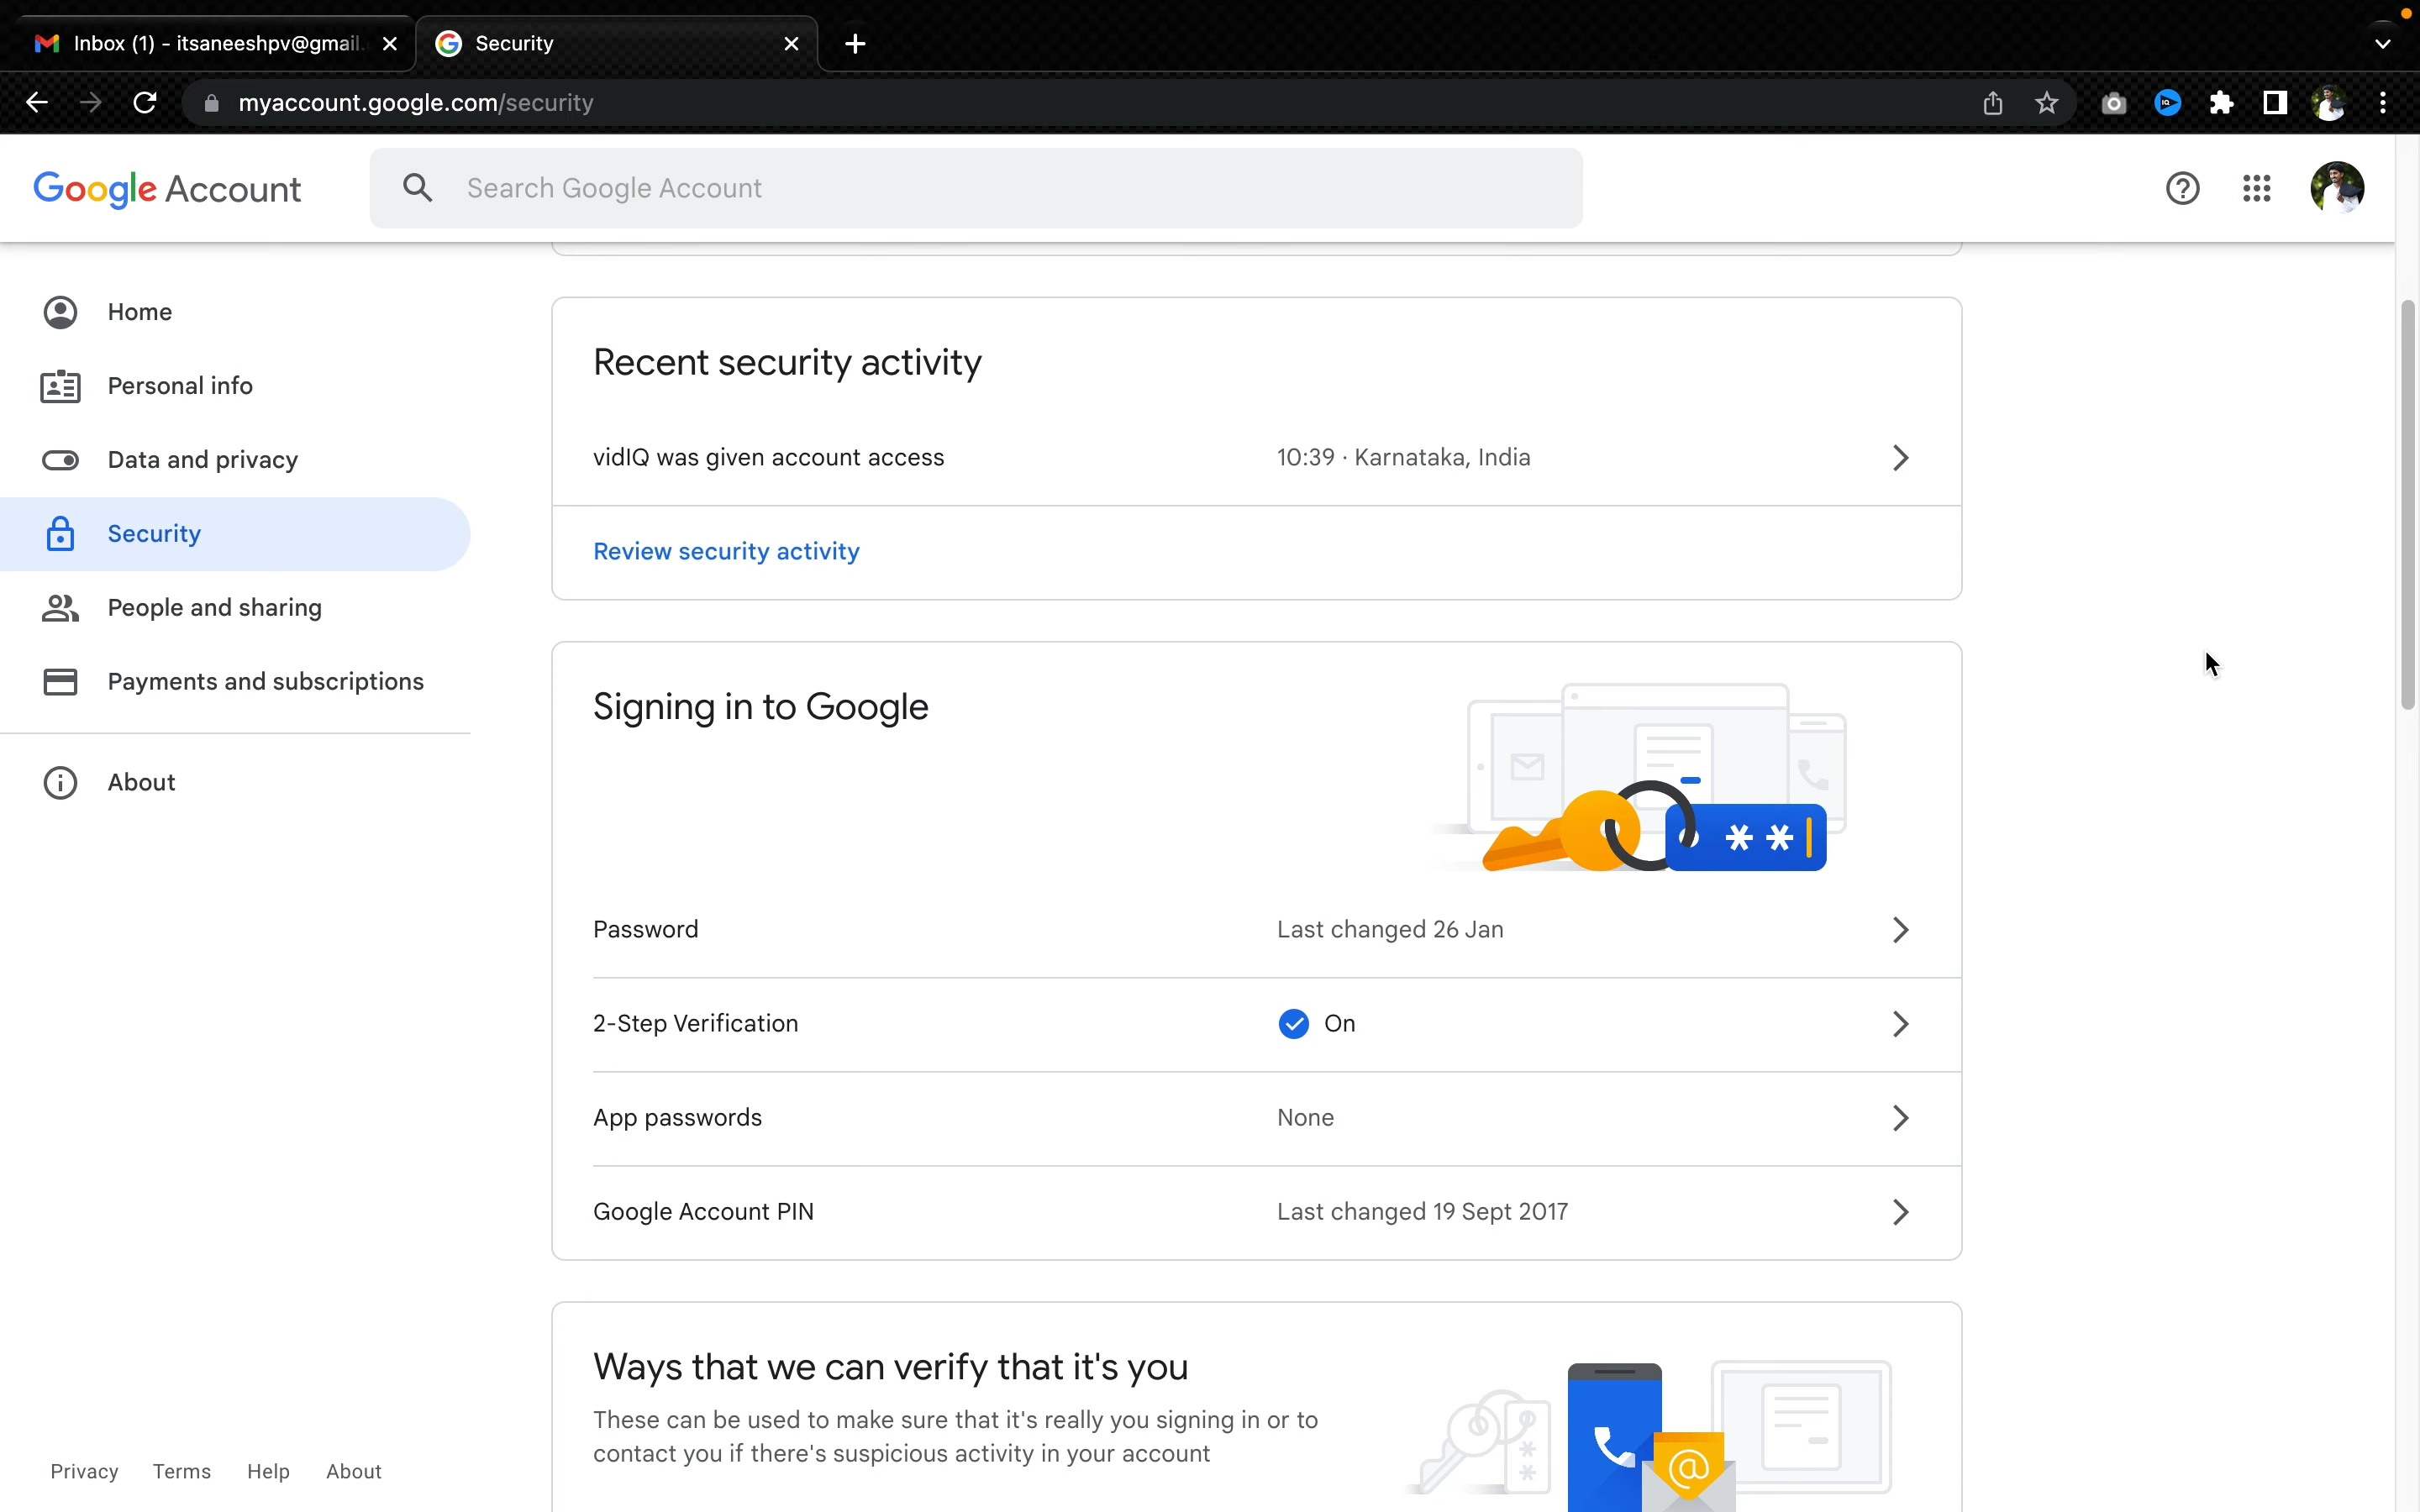 Inbox (1) - itsaneeshpv@gmail.
Security
myaccount.google.com/security
Google Account
Search Google Account
Home
Personal info
Data and privacy
Security
People and sharing
Payments and subscriptions
About
Recent security activity
vidIQ was given account access
10:39 · Karnataka, India
Review security activity
Signing in to Google
**
Password
Last changed 26 Jan
2-Step Verification
On
App passwords
None
Google Account PIN
Last changed 19 Sept 2017
Ways that we can verify that it's you
These can be used to make sure that it's really you signing in or to
contact you if there's suspicious activity in your account
@
Privacy
Terms
Help
About